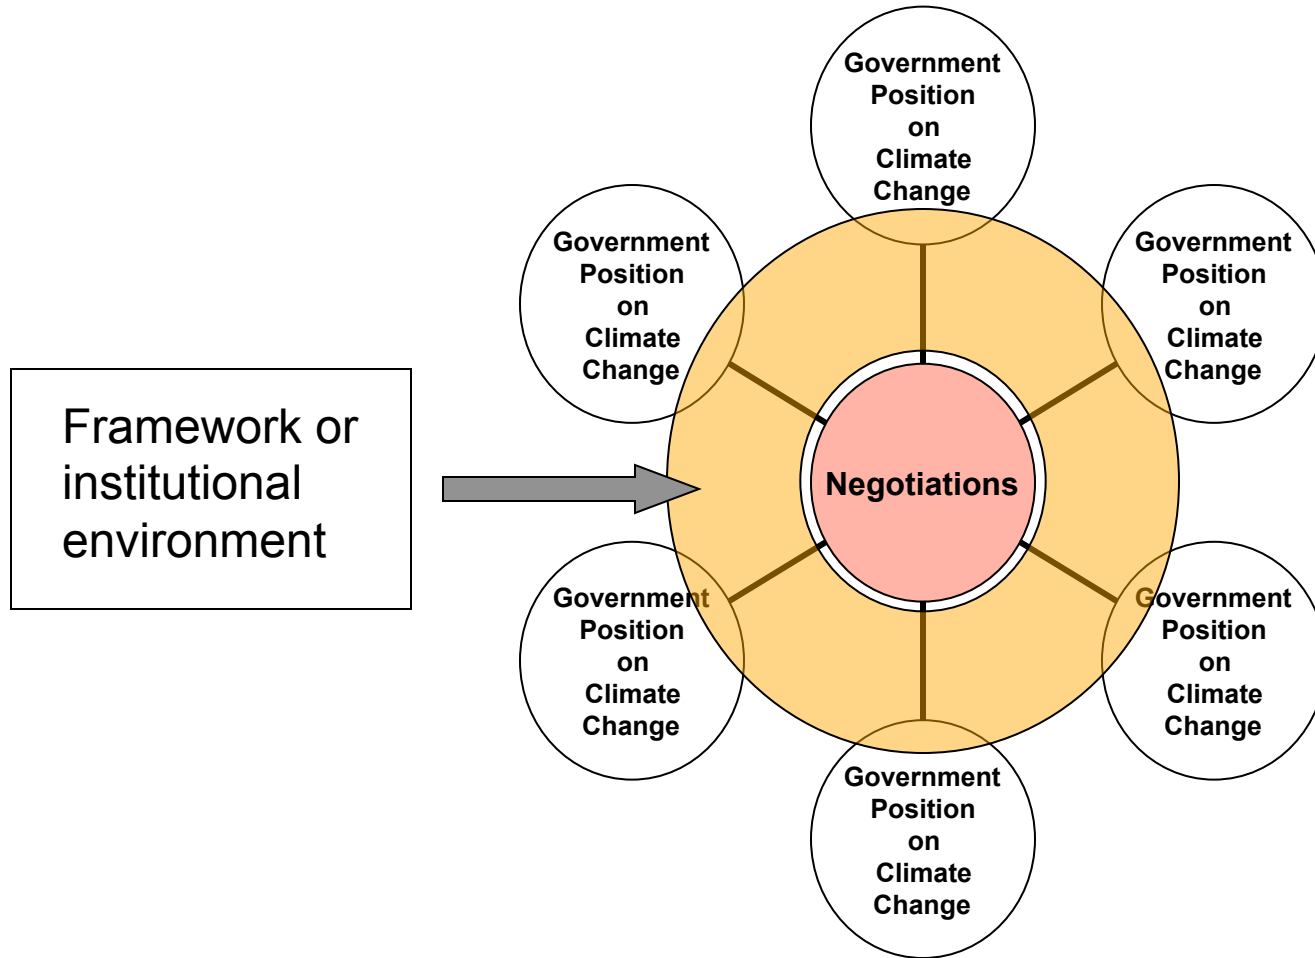 Government
Position
on
Climate
Change
Government
Position
on
Climate
Change
Government
Position
on
Climate
Change
Framework or
institutional
environment
Negotiations
Government
Position
on
Climate
Change
Government
Position
on
Climate
Change
Government
Position
on
Climate
Change